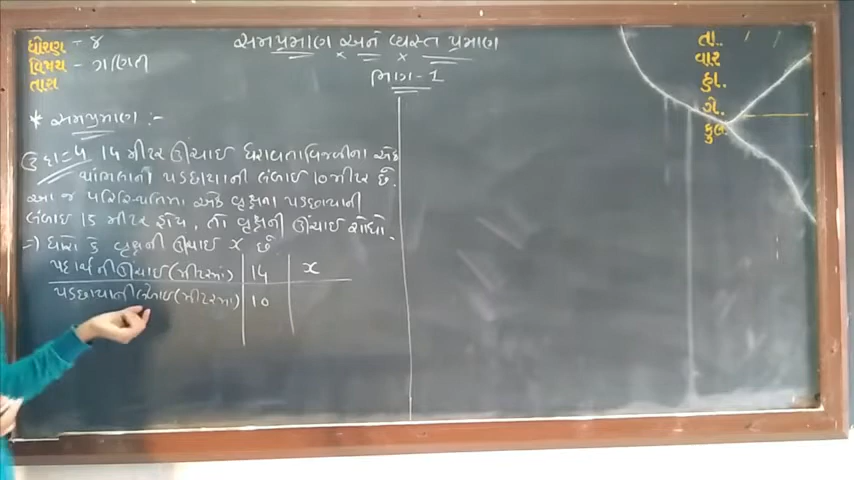 ધોરણ - ૪
વિષય - ગણિત
તાસ
સમપ્રમાણ અને વ્યસ્ત પ્રમાણ
ભાગ - 1
* સમપ્રમાણ :-
ઉદા=૫. 14 મીટર ઊંચાઈ ધરાવતા વિજળીના એક
થાંભલાના પડછાયાની લંબાઈ 10 મીટર છે.
આ જ પરિસ્થિતિમાં એક વૃક્ષના પડછાયાની
લંબાઈ 15 મીટર હોય, તો વૃક્ષની ઊંચાઈ શોધો.
=) ધારો કે વૃક્ષની ઊંચાઈ x છે
પદાર્થની ઊંચાઈ (મીટરમાં) 14 x
પડછાયાની લંબાઈ (મીટરમાં) 10
તા..
વાર
હા..
ગે..
કુલ